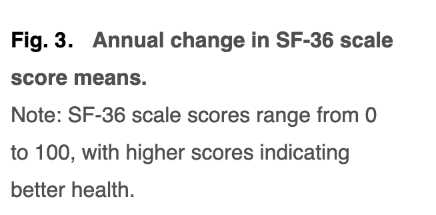 Fig. 3. Annual change in SF-36 scale
score means.
Note: SF-36 scale scores range from 0
to 100, with higher scores indicating
better health.